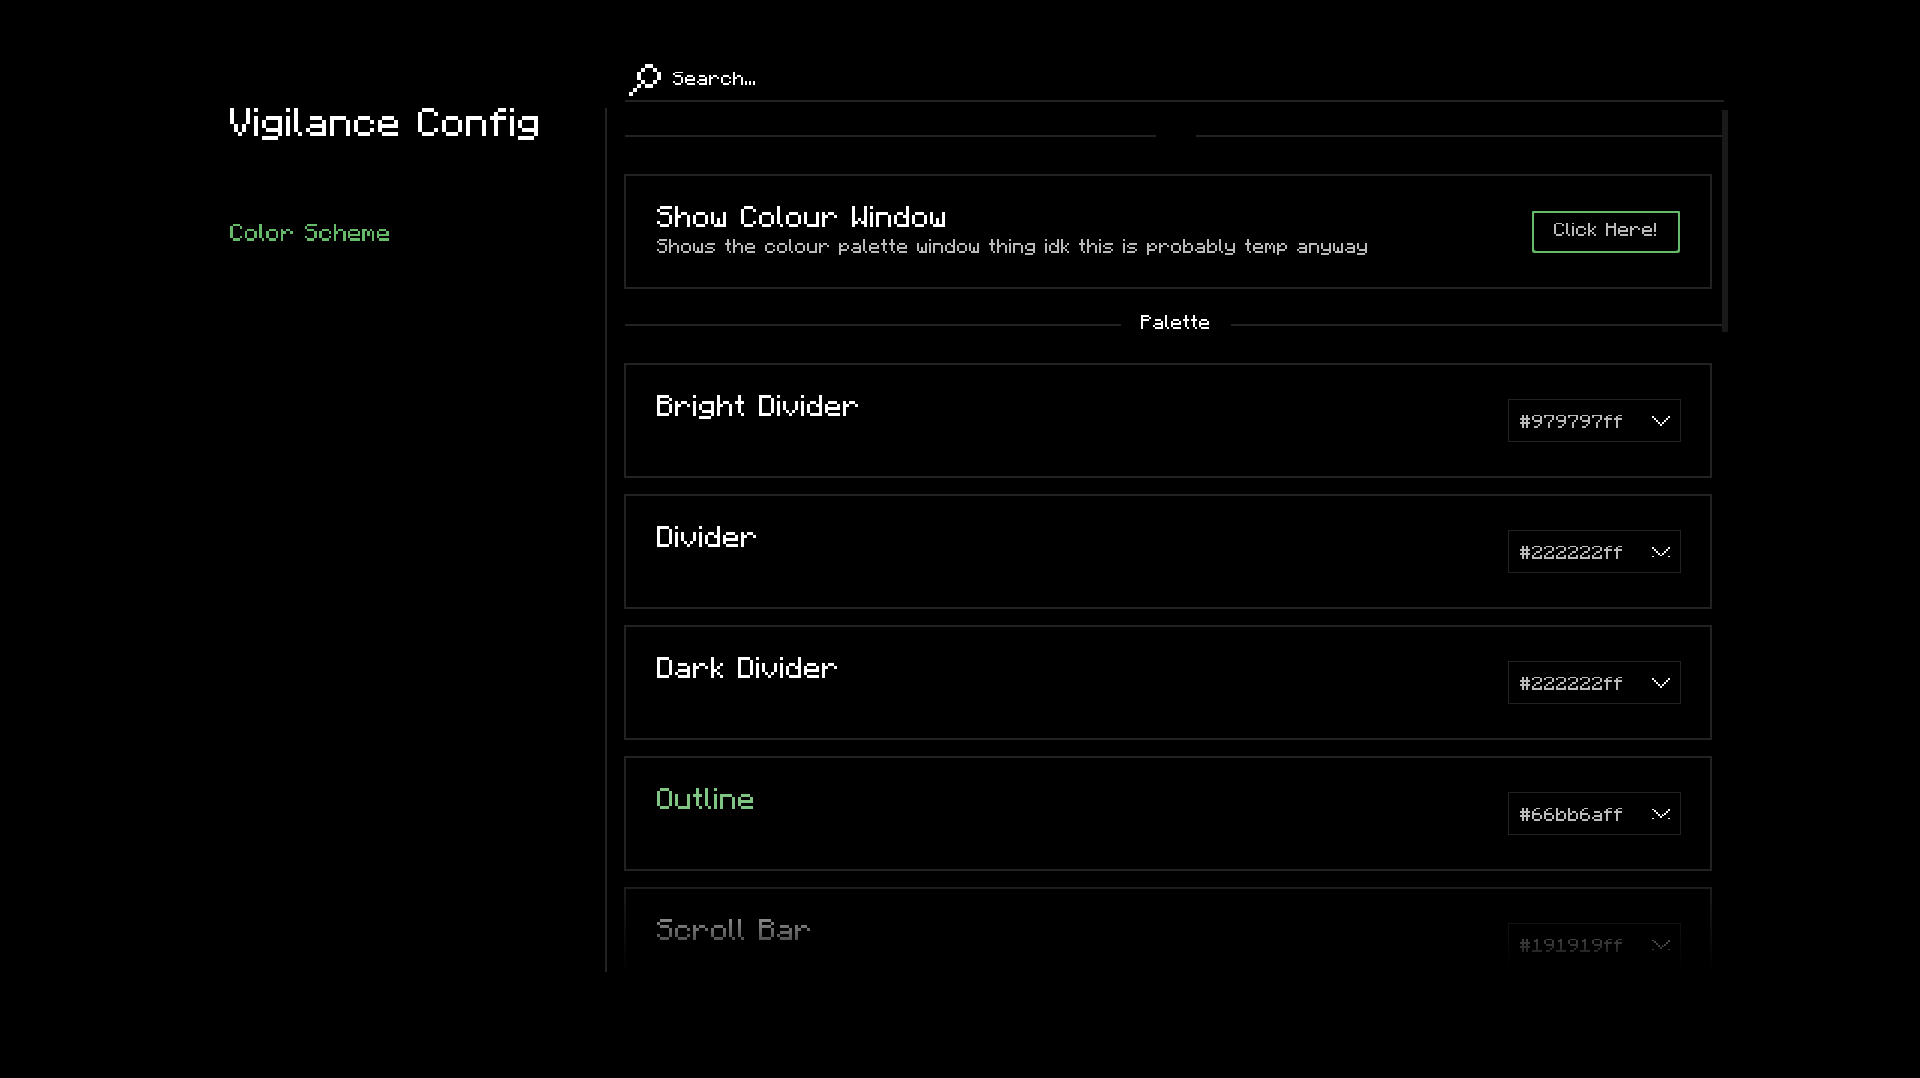 Search...
Vigilance Config
Color Scheme
Show Colour Window
Shows the colour palette window thing idk this is probably temp anyway
Click Here!
Palette
Bright Divider
#979797ff
Divider
#222222ff
Dark Divider
#222222ff
Outline
#66bb6aff
Scroll Bar
#191919ff